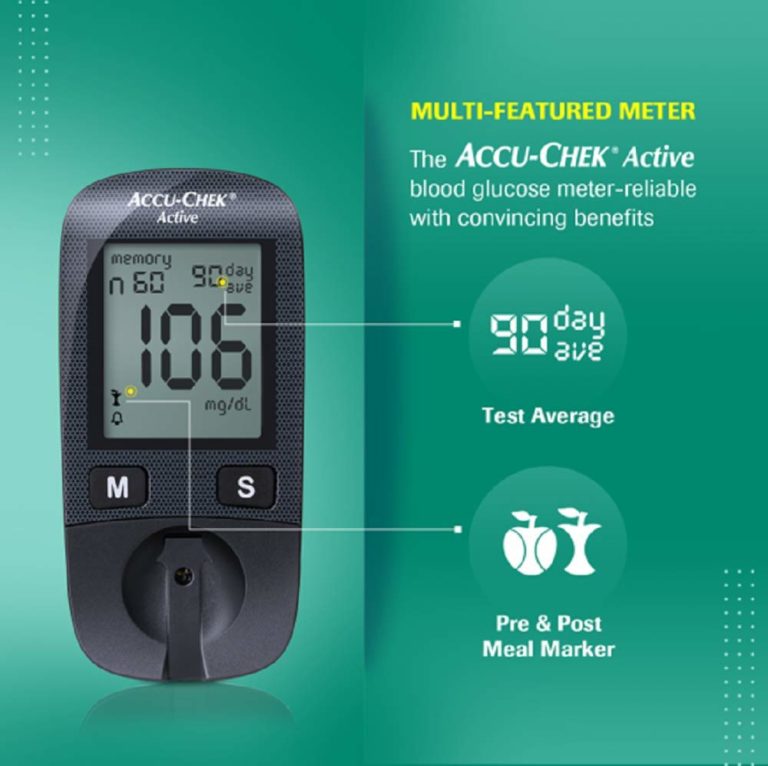 MULTI-FEATURED METER
The ACCU-CHEK® Active
blood glucose meter-reliable
with convincing benefits
ACCU-CHEK®
Active
memory
n 60 90 day ave
106
mg/dL
M S
90 day ave
Test Average
Pre & Post
Meal Marker